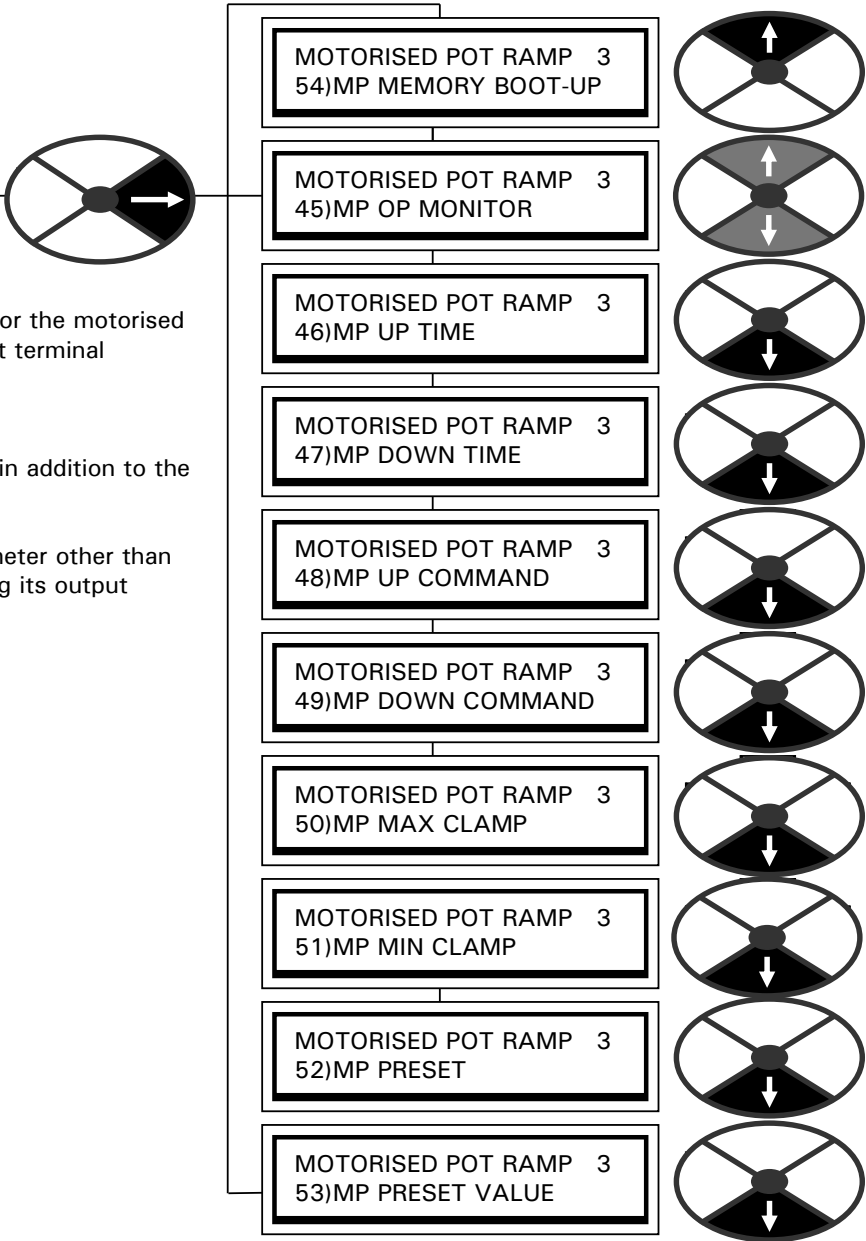 MOTORISED POT RAMP 3
54)MP MEMORY BOOT-UP
MOTORISED POT RAMP 3
45)MP OP MONITOR
or the motorised
t terminal
in addition to the
meter other than
g its output
MOTORISED POT RAMP 3
46)MP UP TIME
MOTORISED POT RAMP 3
47)MP DOWN TIME
MOTORISED POT RAMP 3
48)MP UP COMMAND
MOTORISED POT RAMP 3
49)MP DOWN COMMAND
MOTORISED POT RAMP 3
50)MP MAX CLAMP
MOTORISED POT RAMP 3
51)MP MIN CLAMP
MOTORISED POT RAMP 3
52)MP PRESET
MOTORISED POT RAMP 3
53)MP PRESET VALUE